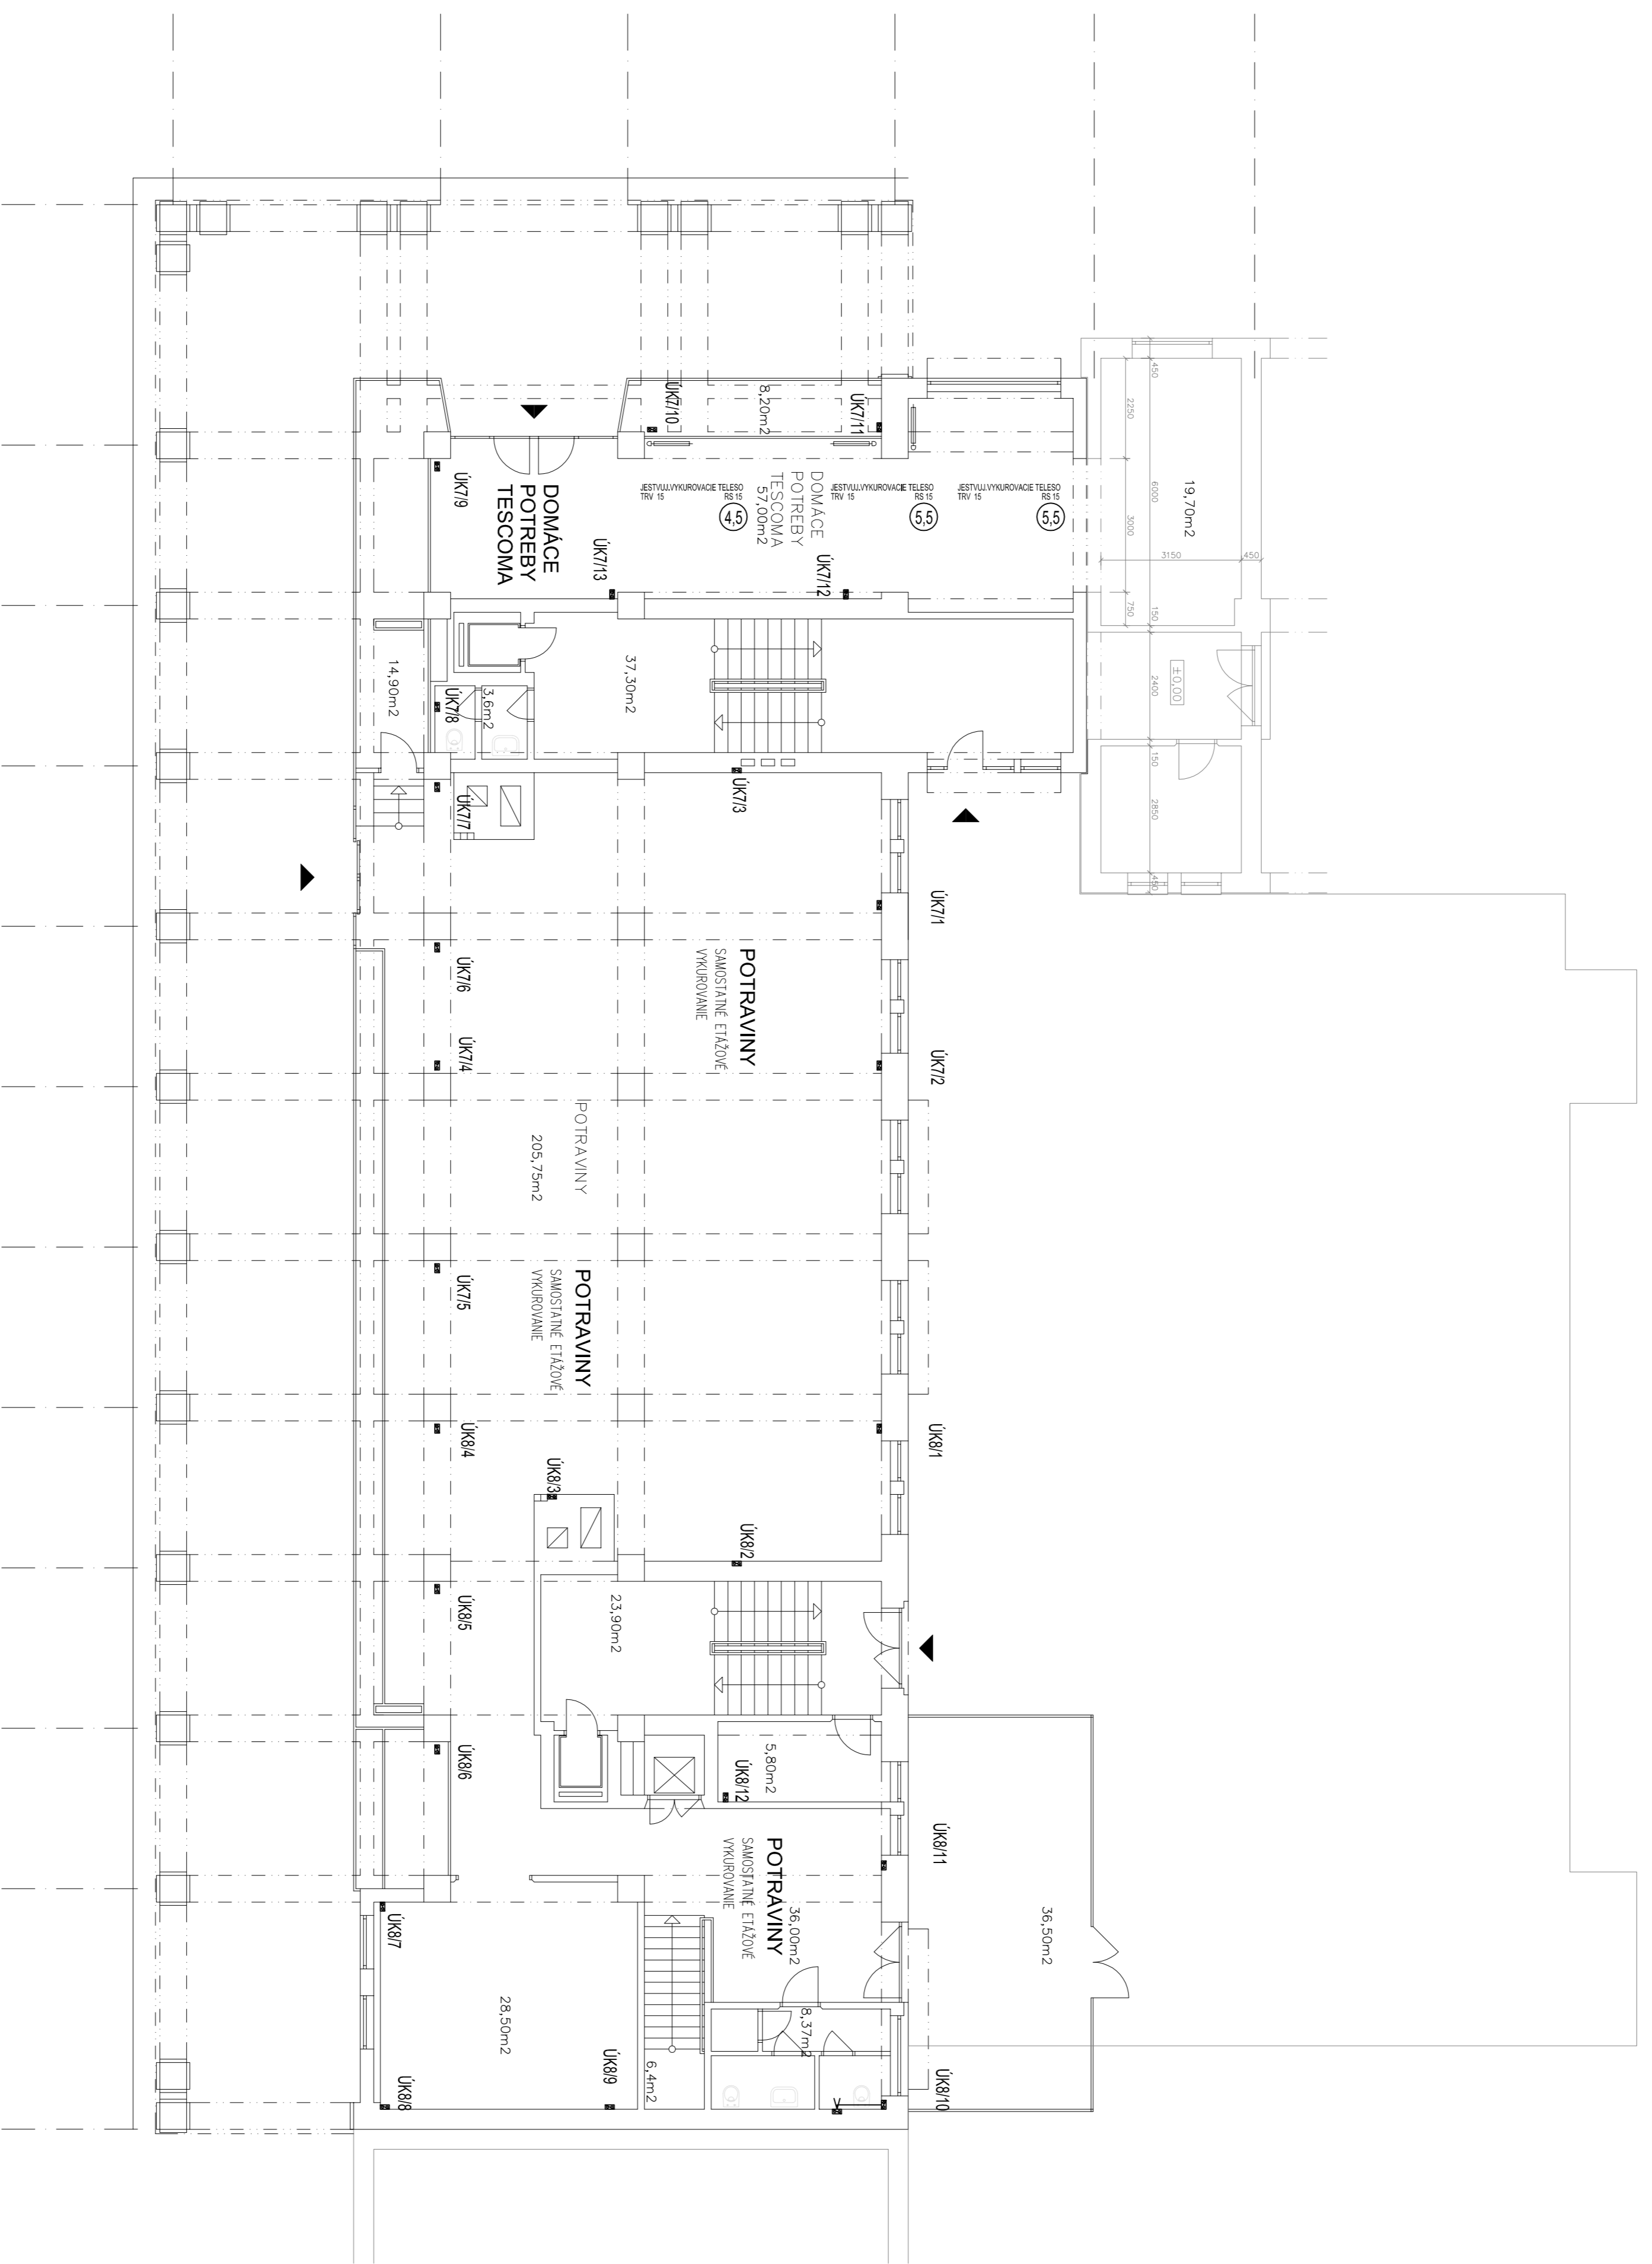 ÚK7/10
8,20m2
ÚK7/11
ÚK7/9
DOMÁCE
POTREBY
TESCOMA
JESTVUJ.VYKUROVACIE TELESO
TRV 15
RS 15
4,5
DOMÁCE
POTREBY
TESCOMA
57,00m2
JESTVUJ.VYKUROVACIE TELESO
TRV 15
RS 15
5,5
JESTVUJ.VYKUROVACIE TELESO
TRV 15
RS 15
5,5
ÚK7/13
ÚK7/12
450
2250
6000
3000
19,70m2
3150
450
750
150
2400
±0,00
150
2850
450
14,90m2
ÚK7/8
3,6m2
37,30m2
ÚK7/7
ÚK7/3
ÚK7/1
ÚK7/6
POTRAVINY
SAMOSTATNÉ ETÁŽOVÉ
VYKUROVANIE
ÚK7/4
ÚK7/2
POTRAVINY
205,75m2
ÚK7/5
POTRAVINY
SAMOSTATNÉ ETÁŽOVÉ
VYKUROVANIE
ÚK8/4
ÚK8/1
ÚK8/3
ÚK8/2
ÚK8/5
23,90m2
ÚK8/6
5,80m2
ÚK8/12
ÚK8/11
POTRAVINY
SAMOSTATNÉ ETÁŽOVÉ
VYKUROVANIE
36,00m2
36,50m2
ÚK8/7
28,50m2
8,37m2
ÚK8/8
ÚK8/9
6,4m2
ÚK8/10